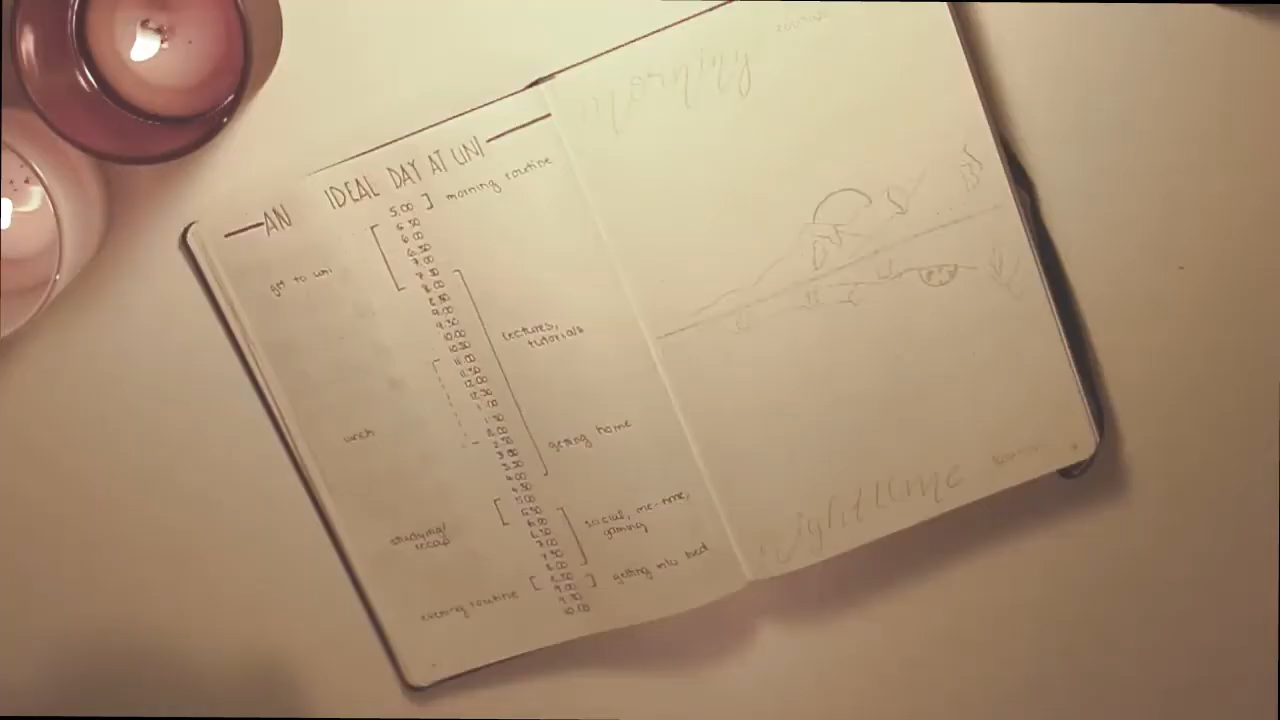 AN IDEAL DAY AT UNI
5.00
morning routine
5.30
6.00
6.30
7.00
7.30
8.00
get to uni
8.30
9.00
9.30
10.00
10.30
11.00
11.30
12.00
12.30
1.00
1.30
2.00
2.30
3.00
3.30
4.00
lectures,
tutorials
lunch
getting home
4.30
5.00
5.30
6.00
6.30
7.00
7.30
8.00
studying/
recap
social, me-time,
gaming
8.30
9.00
9.30
10.00
evening routine
getting into bed
Morning
Nighttime